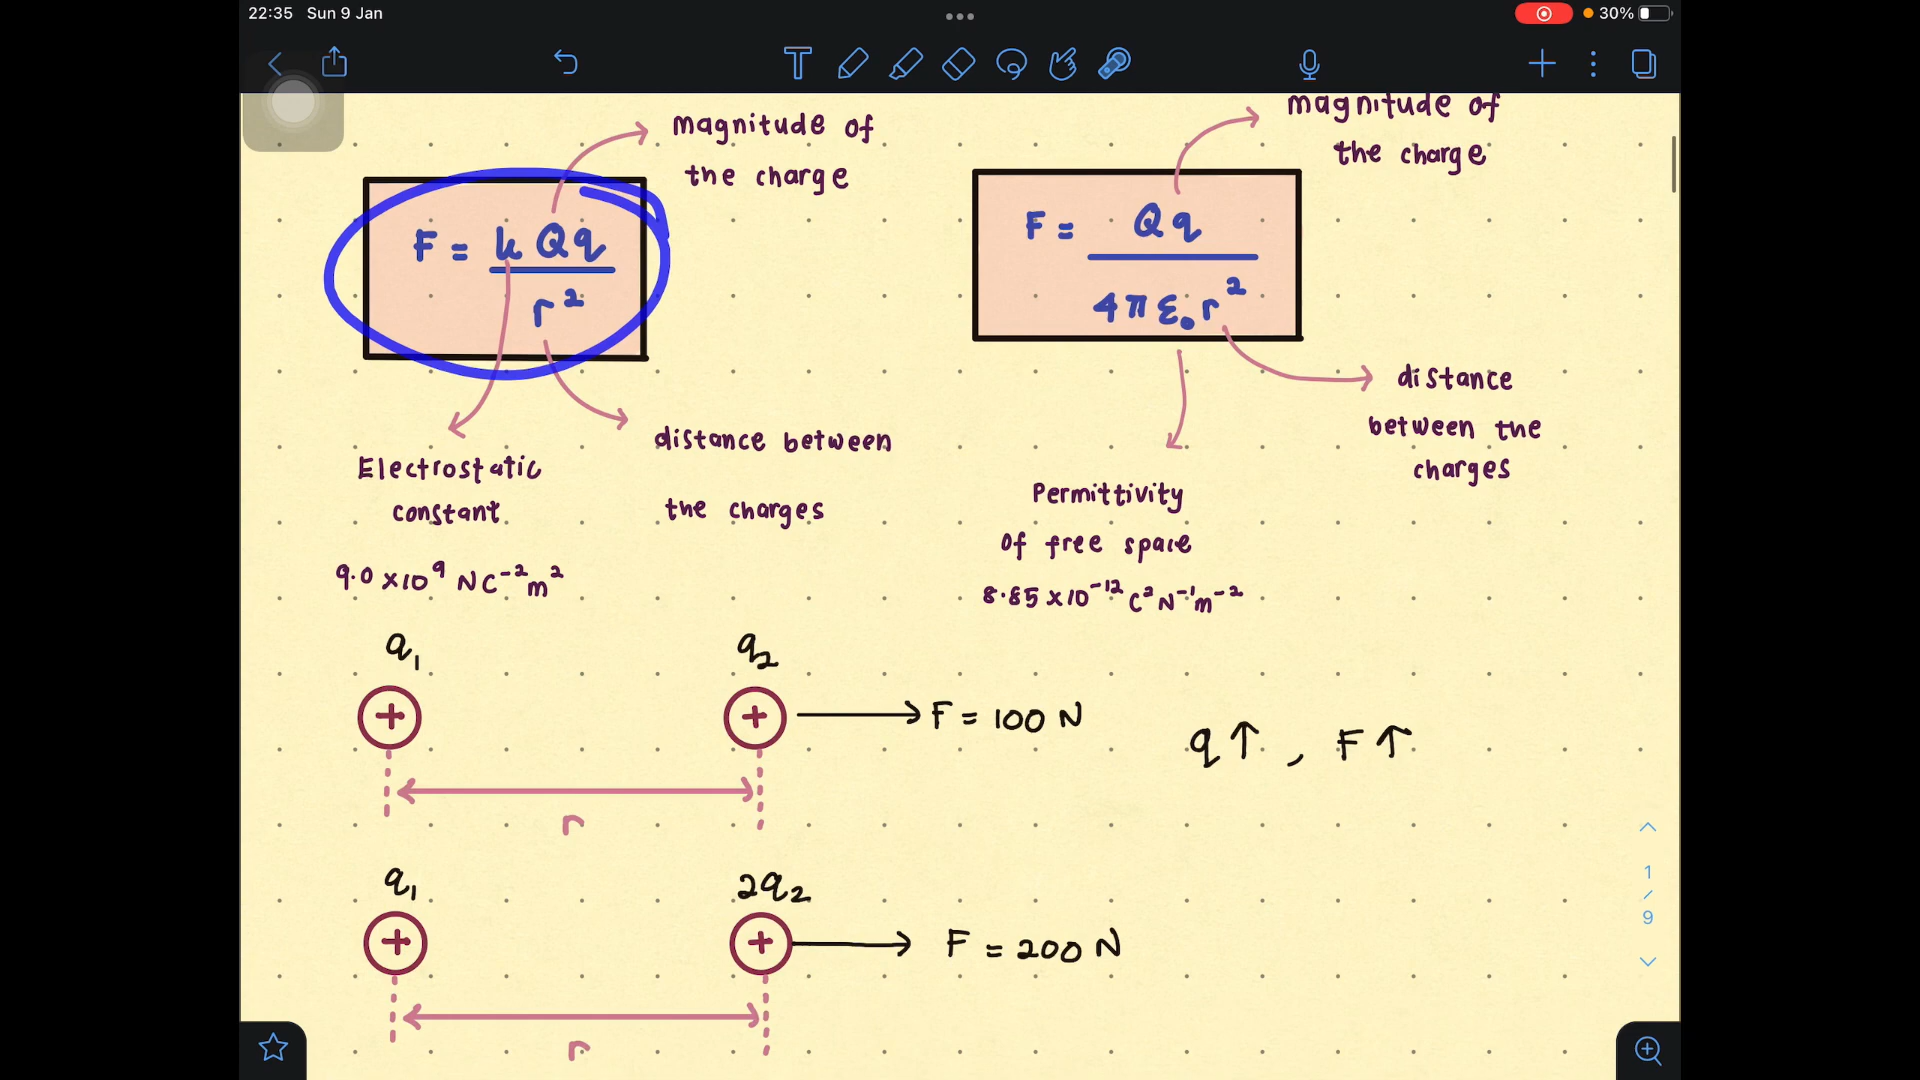 22:35 Sun 9 Jan
30%
magnitude of
the charge
F = k Qq
r²
Electrostatic
constant
9.0 x10⁹ NC⁻²m²
distance between
the charges
magnitude of
the charge
F = Qq
4πε₀r²
distance
between the
charges
Permittivity
of free space
8.85 x10⁻¹² C²N⁻¹m⁻²
q₁
q₂
+
+
F = 100 N
r
q↑, F↑
q₁
2q₂
+
+
F = 200 N
r
1
/
9